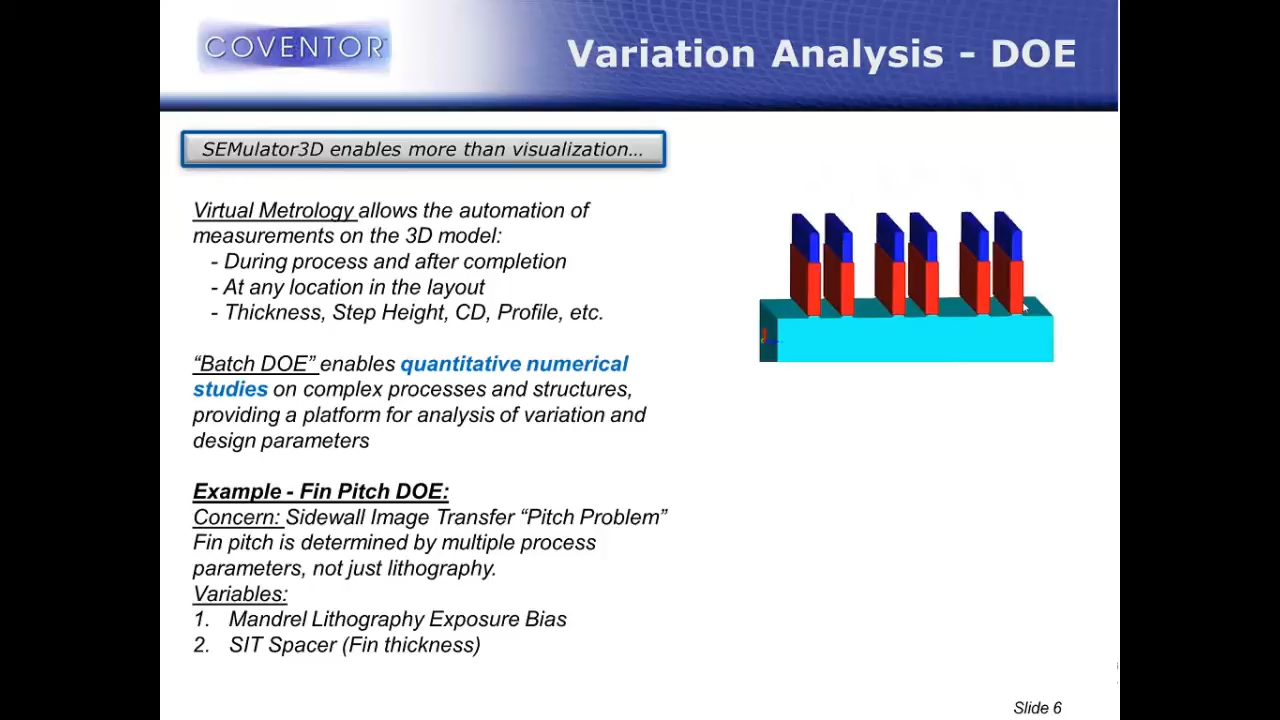 COVENTOR
Variation Analysis - DOE
SEMulator3D enables more than visualization…
Virtual Metrology allows the automation of
measurements on the 3D model:
- During process and after completion
- At any location in the layout
- Thickness, Step Height, CD, Profile, etc.
“Batch DOE” enables quantitative numerical
studies on complex processes and structures,
providing a platform for analysis of variation and
design parameters
Example - Fin Pitch DOE:
Concern: Sidewall Image Transfer “Pitch Problem”
Fin pitch is determined by multiple process
parameters, not just lithography.
Variables:
1. Mandrel Lithography Exposure Bias
2. SIT Spacer (Fin thickness)
Slide 6